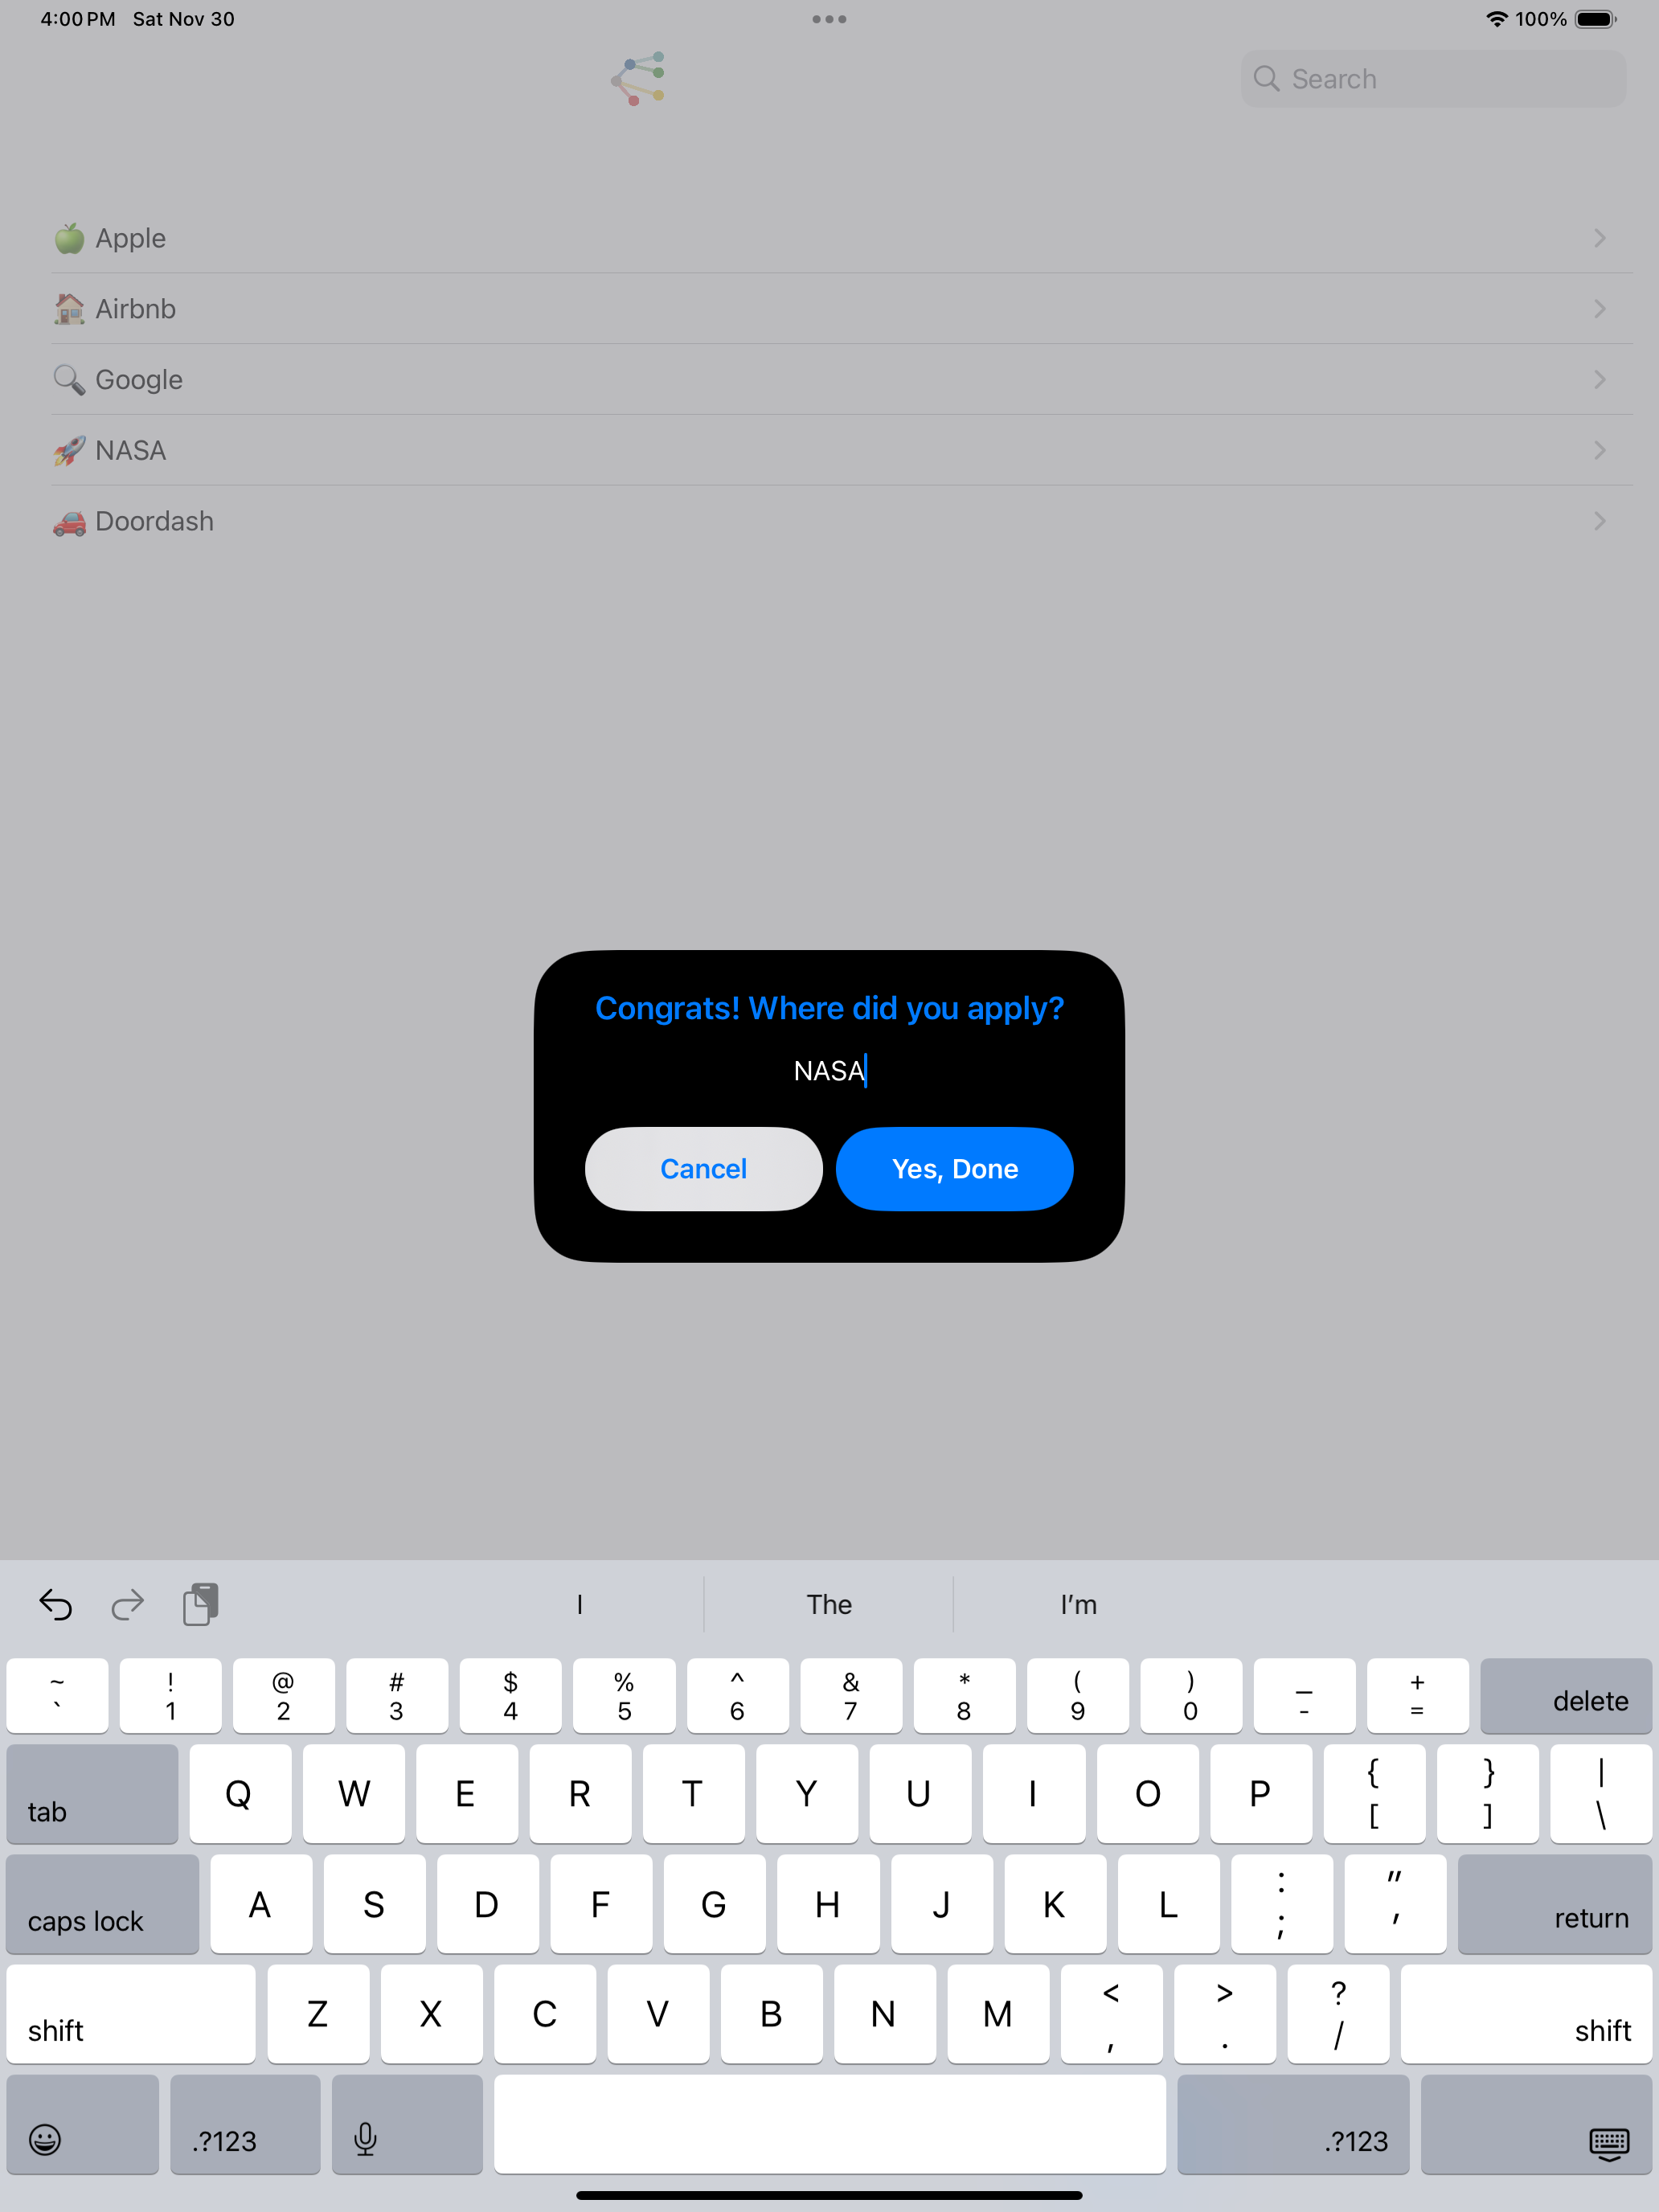 4:00 PM Sat Nov 30
100%
Search
Apple
Airbnb
Google
NASA
Doordash
Congrats! Where did you apply?
NASA
Cancel Yes, Done
I The I’m
~ ! @ # $ % ^ & * ( ) _ +
` 1 2 3 4 5 6 7 8 9 0 - = delete
tab Q W E R T Y U I O P { } |
[ ] \
caps lock A S D F G H J K L : " return
; '
shift Z X C V B N M < > ? shift
, . /
.?123 .?123